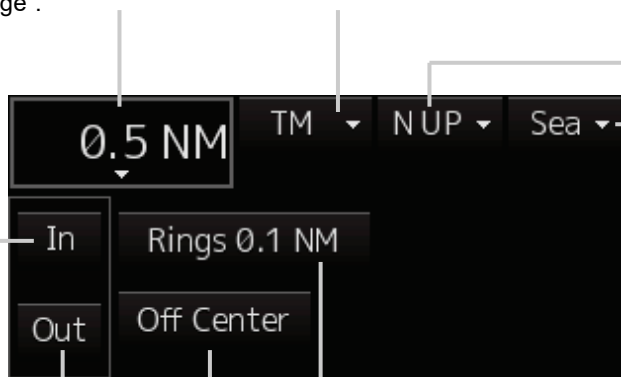 ge".
0.5 NM
TM
N UP
Sea
In
Rings 0.1 NM
Out
Off Center